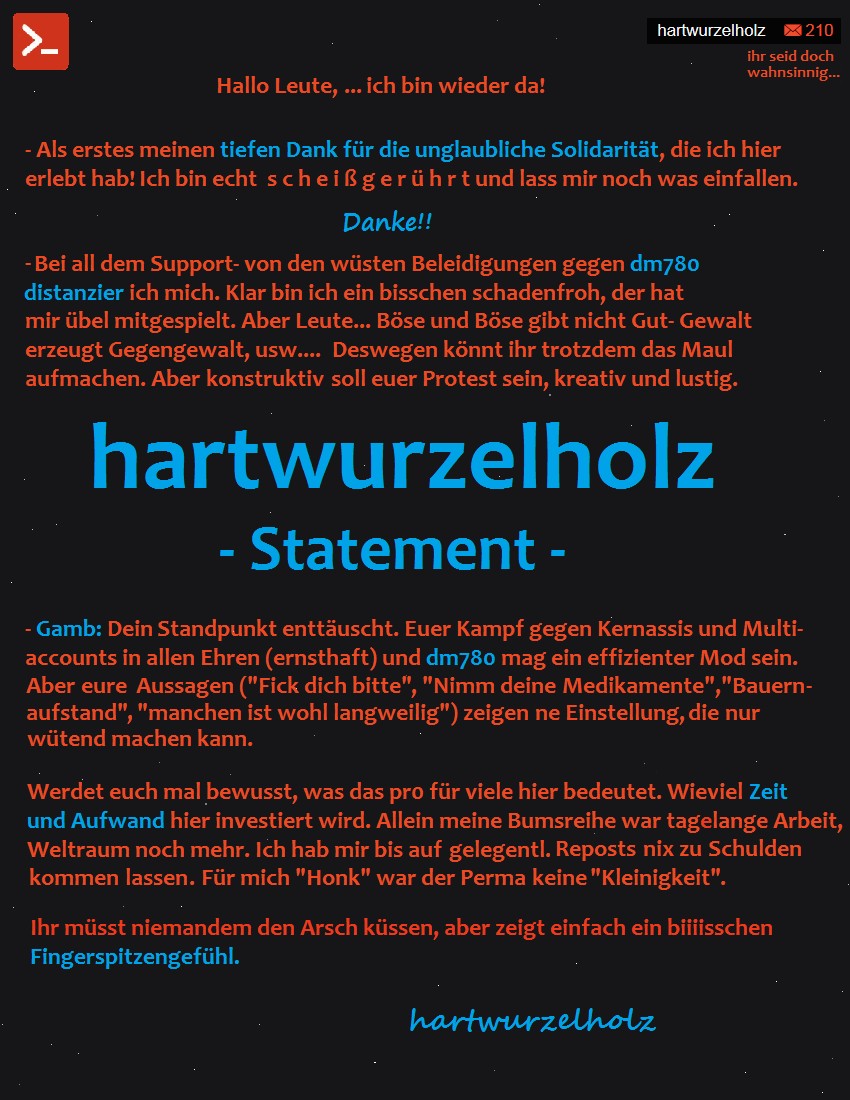 hartwurzelholz 210
ihr seid doch
wahnsinnig...
Hallo Leute, ... ich bin wieder da!
- Als erstes meinen tiefen Dank für die unglaubliche Solidarität, die ich hier
erlebt hab! Ich bin echt s c h e i ß g e r ü h r t und lass mir noch was einfallen.
Danke!!
- Bei all dem Support- von den wüsten Beleidigungen gegen dm780
distanzier ich mich. Klar bin ich ein bisschen schadenfroh, der hat
mir übel mitgespielt. Aber Leute... Böse und Böse gibt nicht Gut- Gewalt
erzeugt Gegengewalt, usw.... Deswegen könnt ihr trotzdem das Maul
aufmachen. Aber konstruktiv soll euer Protest sein, kreativ und lustig.
hartwurzelholz
- Statement -
- Gamb: Dein Standpunkt enttäuscht. Euer Kampf gegen Kernassis und Multi-
accounts in allen Ehren (ernsthaft) und dm780 mag ein effizienter Mod sein.
Aber eure Aussagen ("Fick dich bitte", "Nimm deine Medikamente","Bauern-
aufstand", "manchen ist wohl langweilig") zeigen ne Einstellung, die nur
wütend machen kann.
Werdet euch mal bewusst, was das pr0 für viele hier bedeutet. Wieviel Zeit
und Aufwand hier investiert wird. Allein meine Bumsreihe war tagelange Arbeit,
Weltraum noch mehr. Ich hab mir bis auf gelegentl. Reposts nix zu Schulden
kommen lassen. Für mich "Honk" war der Perma keine "Kleinigkeit".
Ihr müsst niemandem den Arsch küssen, aber zeigt einfach ein biiiisschen
Fingerspitzengefühl.
hartwurzelholz